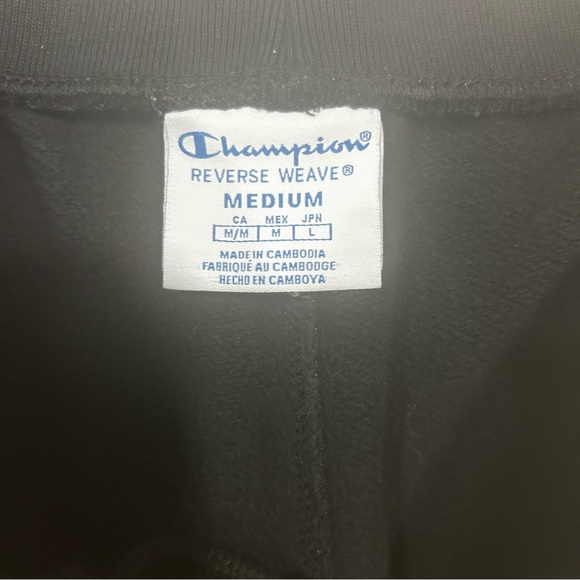 Champion®
REVERSE WEAVE®
MEDIUM
CA MEX JPN
M/M M L
MADE IN CAMBODIA
FABRIQUÉ AU CAMBODGE
HECHO EN CAMBOYA